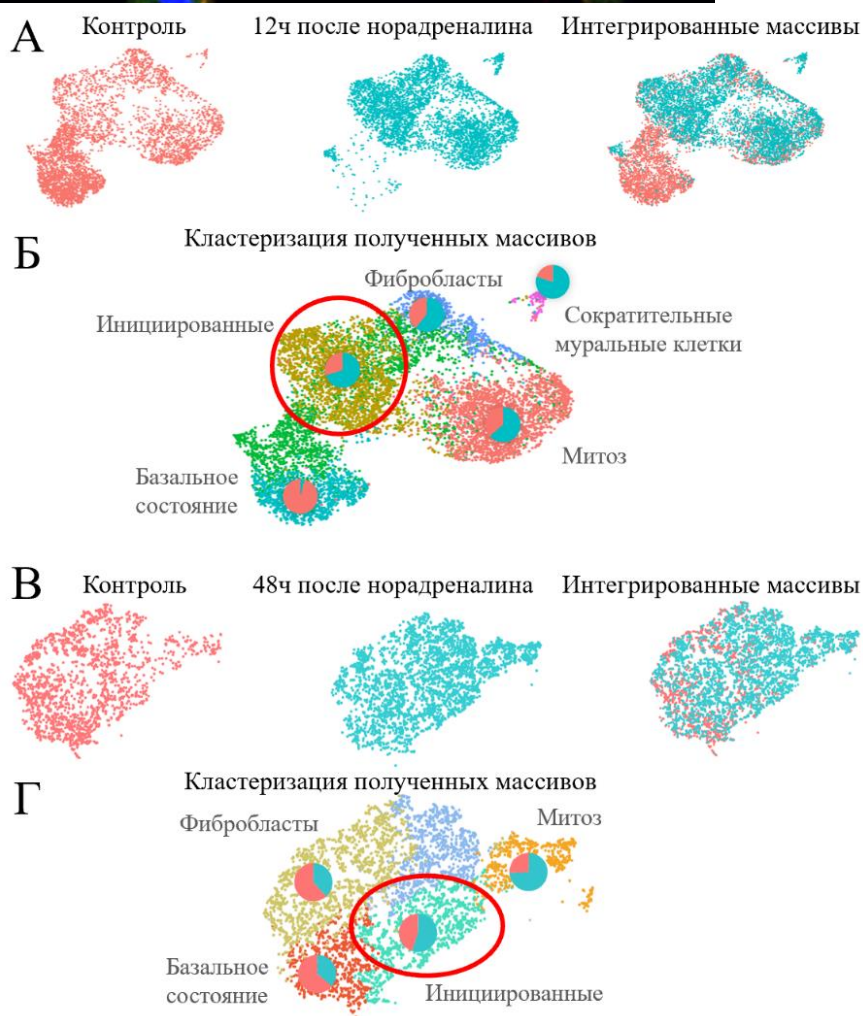 А
Контроль 12ч после норадреналина Интегрированные массивы
Б
Кластеризация полученных массивов
Фибробласты
Инициированные
Сократительные
муральные клетки
Митоз
Базальное
состояние
В
Контроль 48ч после норадреналина Интегрированные массивы
Г
Кластеризация полученных массивов
Фибробласты
Митоз
Базальное
состояние
Инициированные